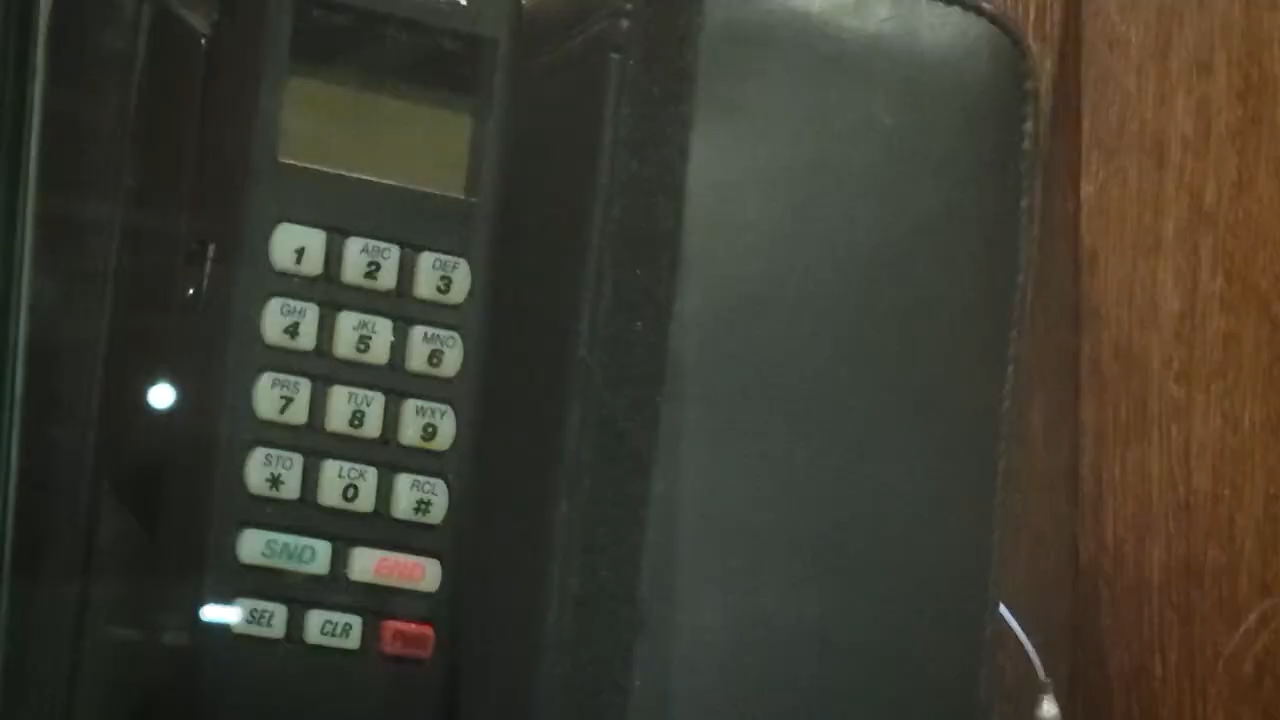 1 ABC 2 DEF 3
GHI 4 JKL 5 MNO 6
PRS 7 TUV 8 WXY 9
STO * LCK 0 RCL #
SND END
SEL CLR